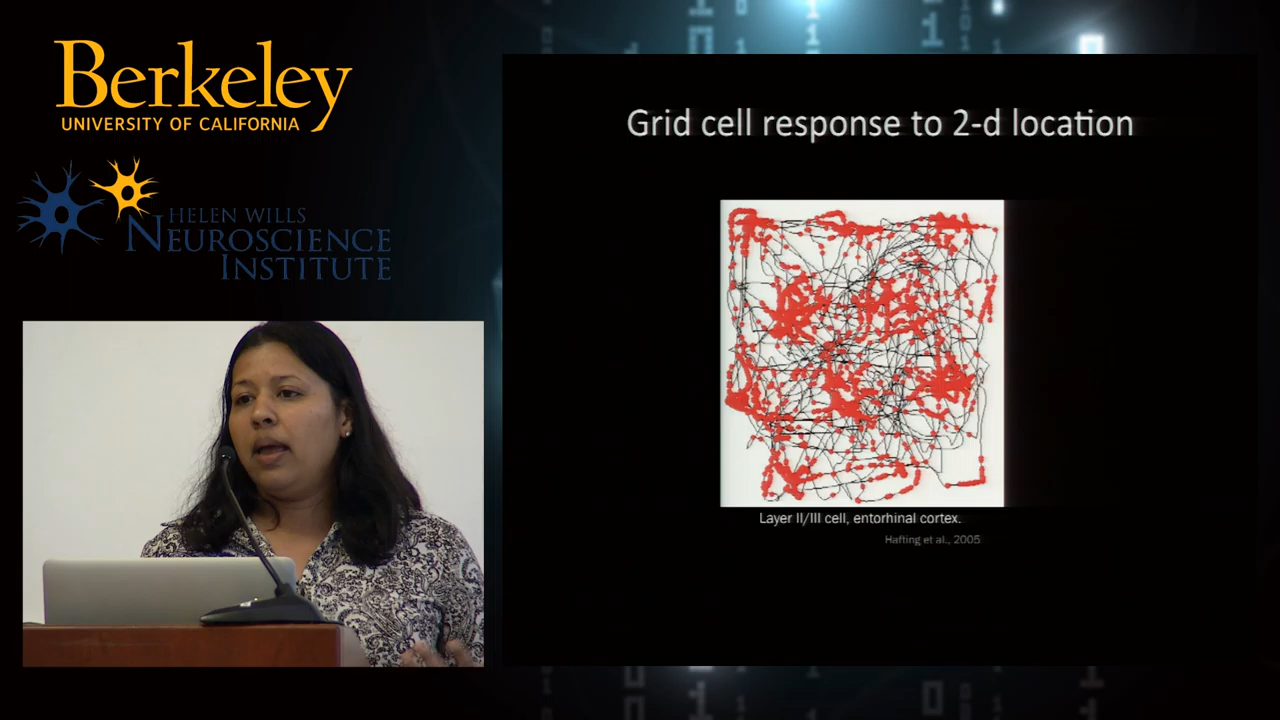 Berkeley
UNIVERSITY OF CALIFORNIA
HELEN WILLS
NEUROSCIENCE
INSTITUTE
Grid cell response to 2-d location
Layer II/III cell, entorhinal cortex.
Hafting et al., 2005